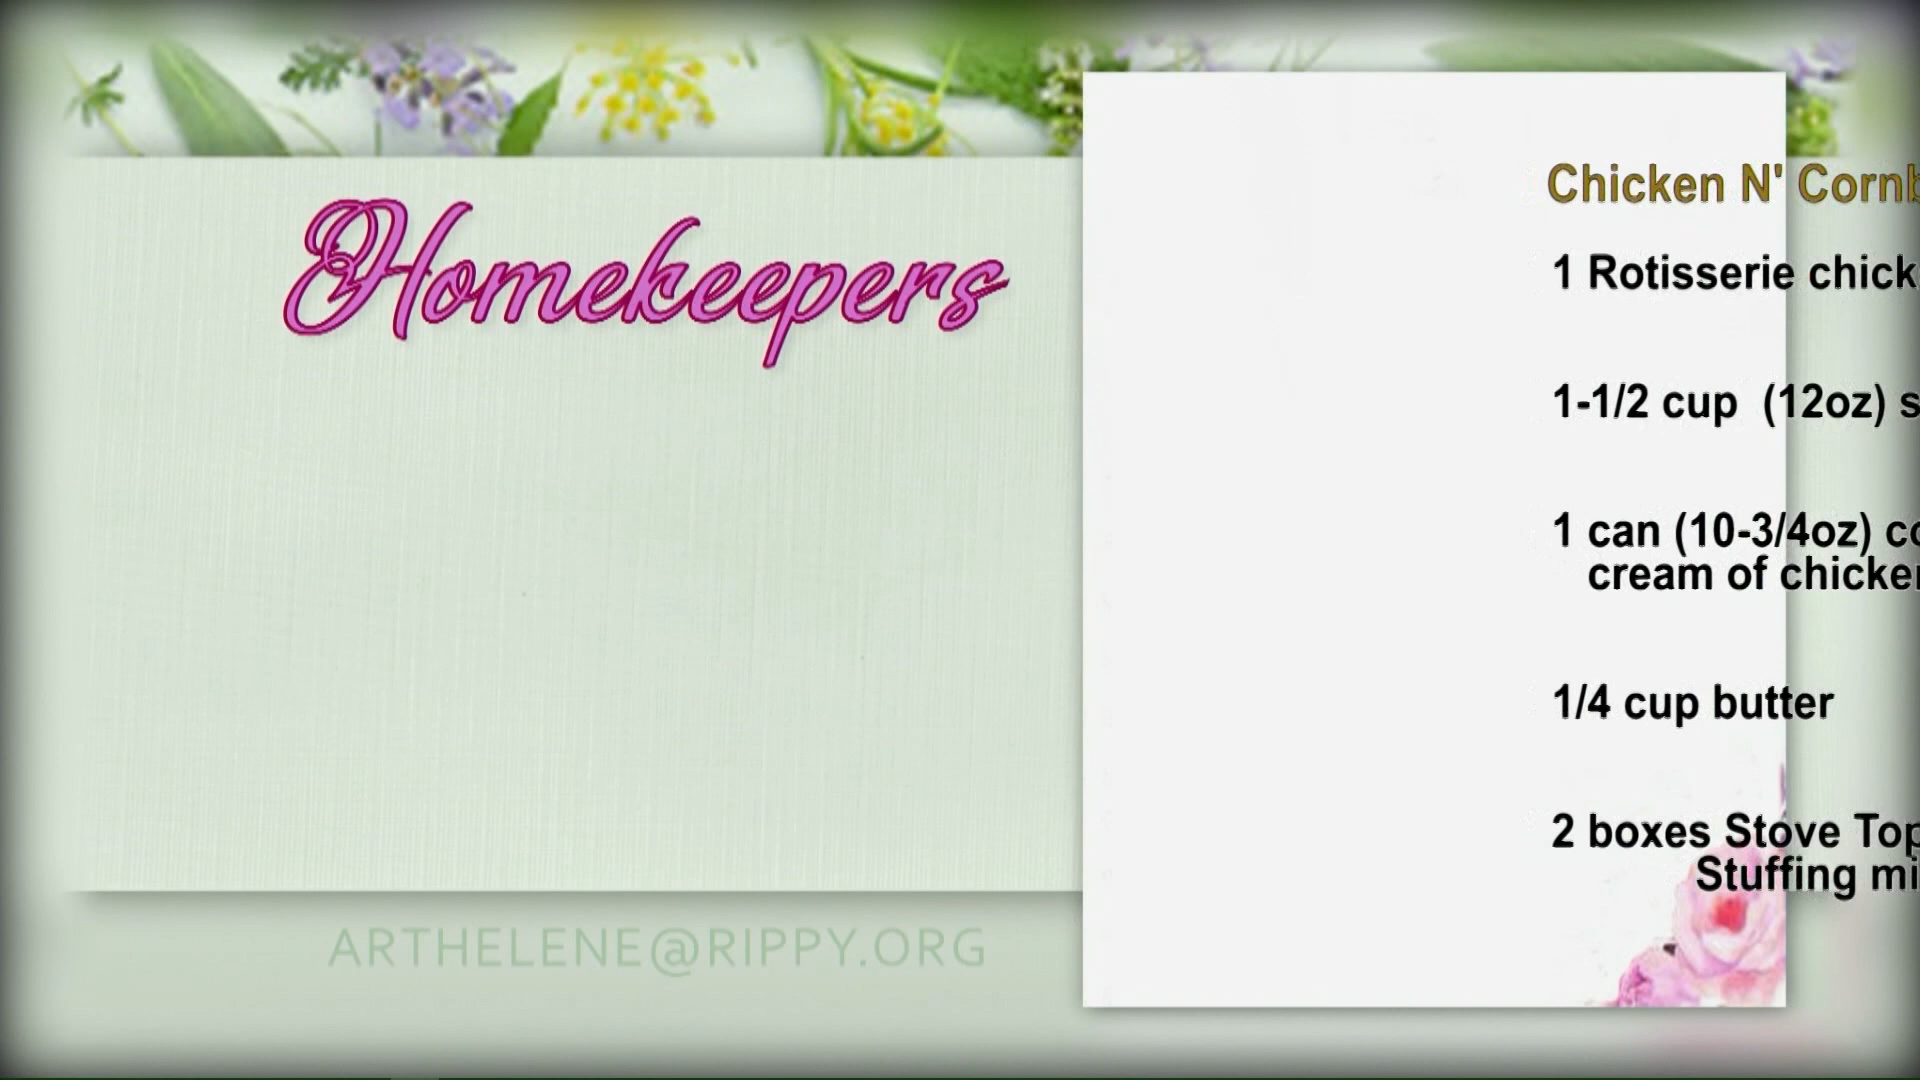 Homekeepers
Chicken N' Cornb
1 Rotisserie chick
1-1/2 cup (12oz) s
1 can (10-3/4oz) co
cream of chicken
1/4 cup butter
2 boxes Stove Top
Stuffing mi
ARTHELENE@RIPPY.ORG